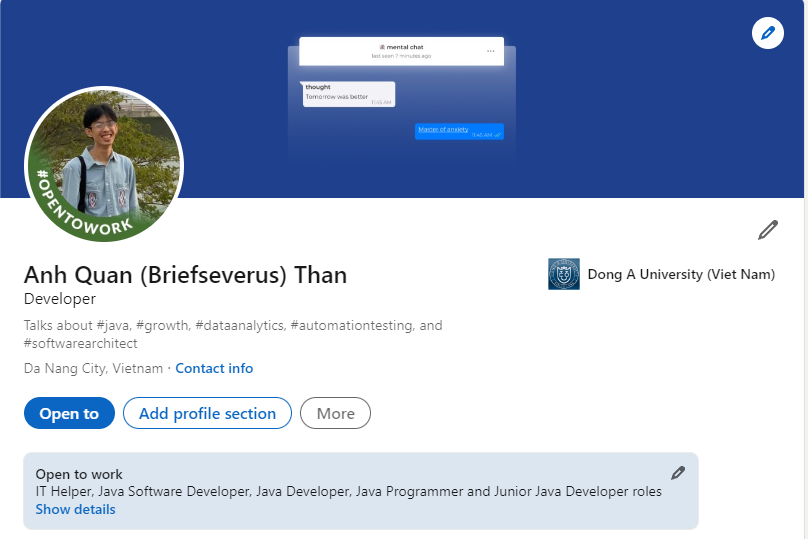 mental chat
last seen 7 minutes ago
...
thought
Tomorrow was better
11:45 AM
Master of anxiety
11:45 AM
#OPENTOWORK
Anh Quan (Briefseverus) Than
Dong A University (Viet Nam)
Developer
Talks about #java, #growth, #dataanalytics, #automationtesting, and
#softwarearchitect
Da Nang City, Vietnam · Contact info
Open to
Add profile section
More
Open to work
IT Helper, Java Software Developer, Java Developer, Java Programmer and Junior Java Developer roles
Show details